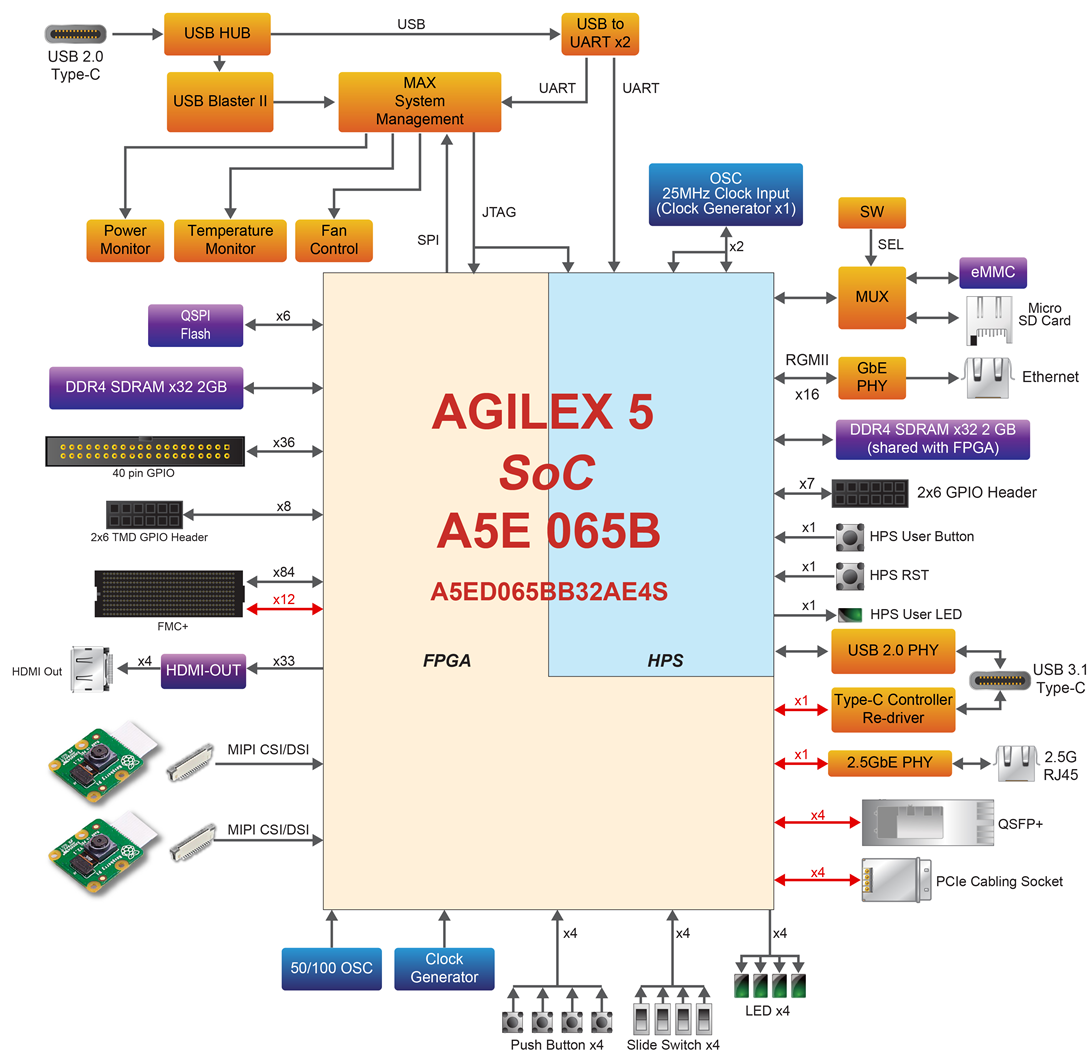 USB 2.0
Type-C
USB HUB
USB
USB to
UART x2
USB Blaster II
MAX
System
Management
UART
UART
Power
Monitor
Temperature
Monitor
Fan
Control
SPI
JTAG
OSC
25MHz Clock Input
(Clock Generator x1)
x2
SW
SEL
MUX
eMMC
Micro
SD Card
QSPI
Flash
x6
RGMII
x16
GbE
PHY
Ethernet
DDR4 SDRAM x32 2GB
AGILEX 5
SoC
A5E 065B
A5ED065BB32AE4S
FPGA
HPS
DDR4 SDRAM x32 2 GB
(shared with FPGA)
x36
40 pin GPIO
x7
2x6 GPIO Header
x8
2x6 TMD GPIO Header
x1
HPS User Button
x84
x12
FMC+
x1
HPS RST
x1
HPS User LED
HDMI Out
x4
HDMI-OUT
x33
USB 2.0 PHY
USB 3.1
Type-C
x1
Type-C Controller
Re-driver
MIPI CSI/DSI
x1
2.5GbE PHY
2.5G
RJ45
MIPI CSI/DSI
x4
QSFP+
x4
PCIe Cabling Socket
50/100 OSC
Clock
Generator
x4
x4
x4
Push Button x4
Slide Switch x4
LED x4